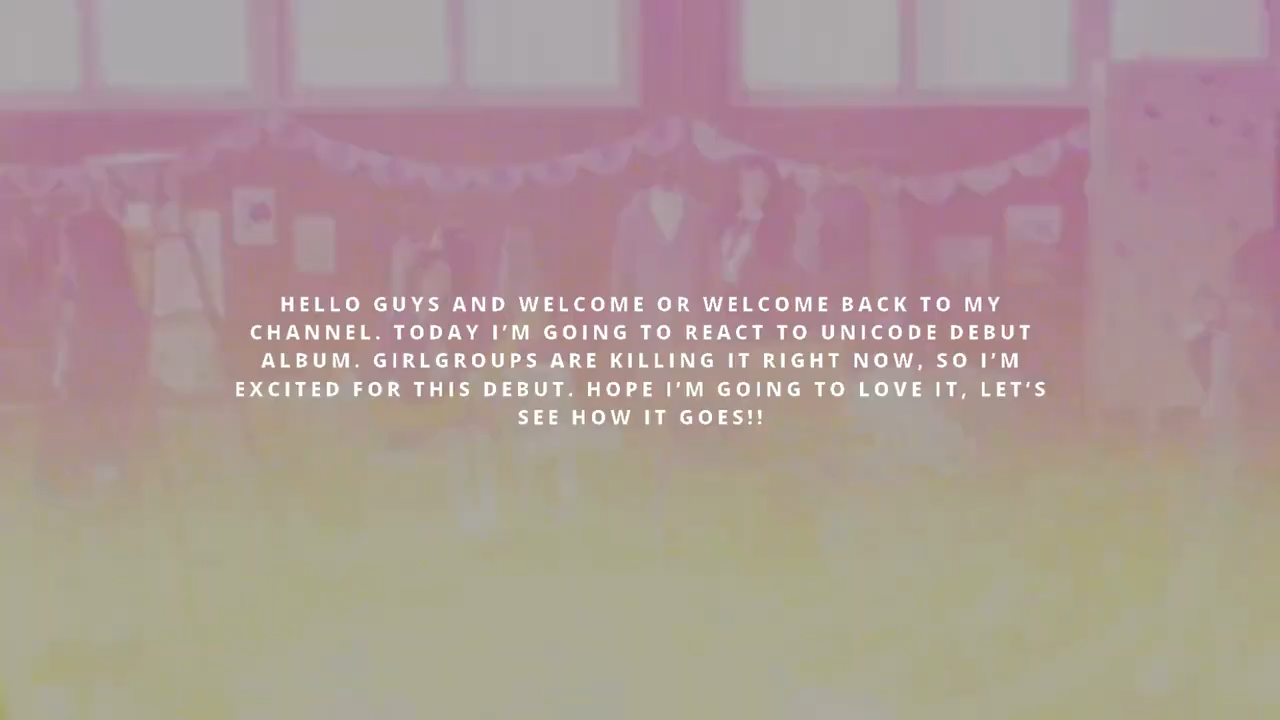 HELLO GUYS AND WELCOME OR WELCOME BACK TO MY
CHANNEL. TODAY I'M GOING TO REACT TO UNICODE DEBUT
ALBUM. GIRLGROUPS ARE KILLING IT RIGHT NOW, SO I'M
EXCITED FOR THIS DEBUT. HOPE I'M GOING TO LOVE IT, LET'S
SEE HOW IT GOES!!